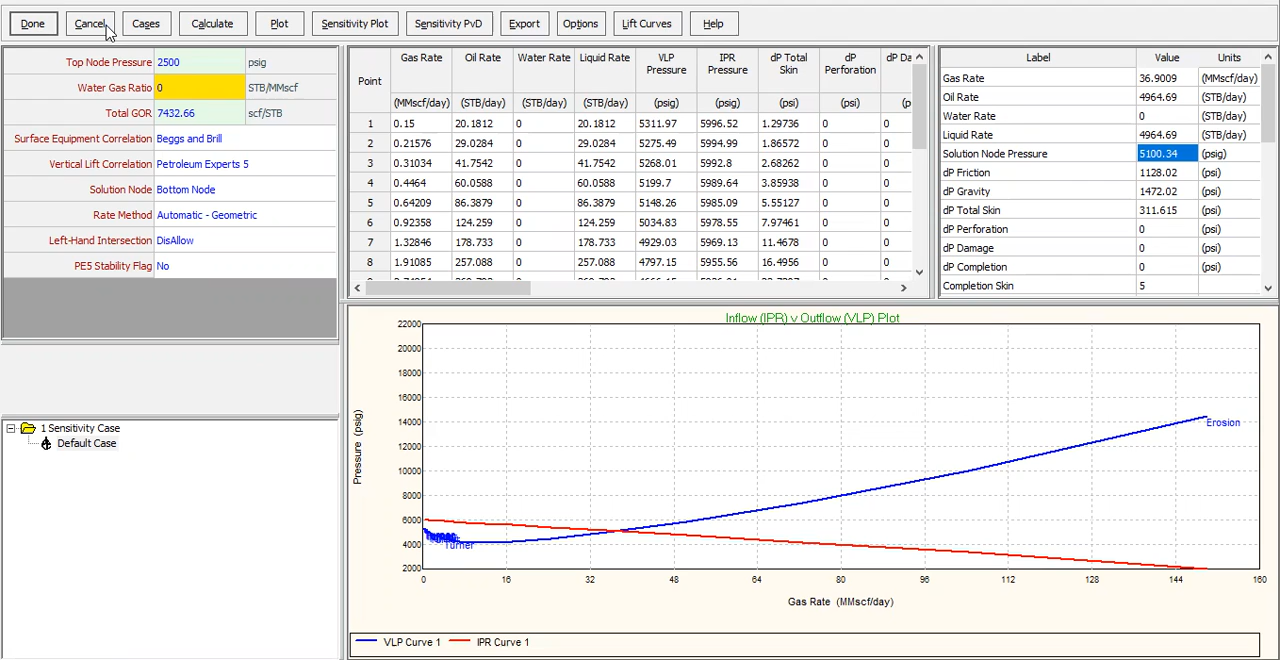 Done Cancel Cases Calculate Plot Sensitivity Plot Sensitivity PvD Export Options Lift Curves Help
Top Node Pressure 2500 psig
Water Gas Ratio 0 STB/MMscf
Total GOR 7432.66 scf/STB
Surface Equipment Correlation Beggs and Brill
Vertical Lift Correlation Petroleum Experts 5
Solution Node Bottom Node
Rate Method Automatic - Geometric
Left-Hand Intersection DisAllow
PE5 Stability Flag No
1 Sensitivity Case
Default Case
Point Gas Rate Oil Rate Water Rate Liquid Rate VLP Pressure IPR Pressure dP Total Skin dP Perforation dP Da
(MMscf/day) (STB/day) (STB/day) (STB/day) (psig) (psig) (psi) (psi) (p
1 0.15 20.1812 0 20.1812 5311.97 5996.52 1.29736 0 0
2 0.21576 29.0284 0 29.0284 5275.49 5994.99 1.86572 0 0
3 0.31034 41.7542 0 41.7542 5268.01 5992.8 2.68262 0 0
4 0.4464 60.0588 0 60.0588 5199.7 5989.64 3.85938 0 0
5 0.64209 86.3879 0 86.3879 5148.26 5985.09 5.55127 0 0
6 0.92358 124.259 0 124.259 5034.83 5978.55 7.97461 0 0
7 1.32846 178.733 0 178.733 4929.03 5969.13 11.4678 0 0
8 1.91085 257.088 0 257.088 4797.15 5955.56 16.4956 0 0
Label Value Units
Gas Rate 36.9009 (MMscf/day)
Oil Rate 4964.69 (STB/day)
Water Rate 0 (STB/day)
Liquid Rate 4964.69 (STB/day)
Solution Node Pressure 5100.34 (psig)
dP Friction 1128.02 (psi)
dP Gravity 1472.02 (psi)
dP Total Skin 311.615 (psi)
dP Perforation 0 (psi)
dP Damage 0 (psi)
dP Completion 0 (psi)
Completion Skin 5
Inflow (IPR) v Outflow (VLP) Plot
Pressure (psig)
22000
20000
18000
16000
14000
12000
10000
8000
6000
4000
2000
Erosion
Turner
0 16 32 48 64 80 96 112 128 144 160
Gas Rate (MMscf/day)
VLP Curve 1 IPR Curve 1